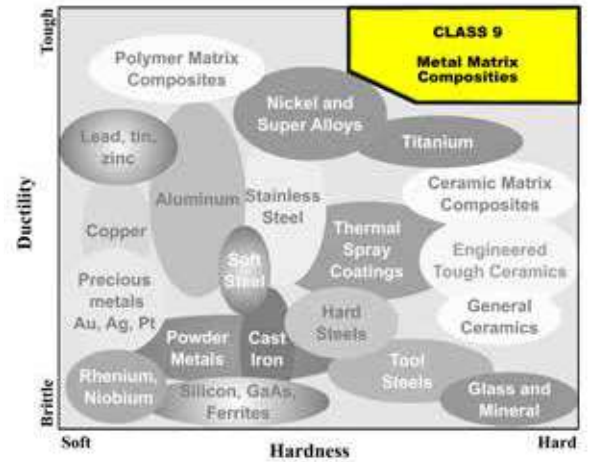 Tough
CLASS 9
Metal Matrix
Composities
Polymer Matrix
Composites
Nickel and
Super Alloys
Lead, tin,
zinc
Titanium
Aluminum
Stainless
Steel
Ceramic Matrix
Composites
Ductility
Copper
Thermal
Spray
Coatings
Engineered
Tough Ceramics
Soft
Steel
Precious
metals
Au, Ag, Pt
Hard
Steels
General
Ceramics
Powder
Metals
Cast
Iron
Tool
Steels
Rhenium,
Niobium
Silicon, GaAs,
Ferrites
Glass and
Mineral
Brittle
Soft
Hardness
Hard